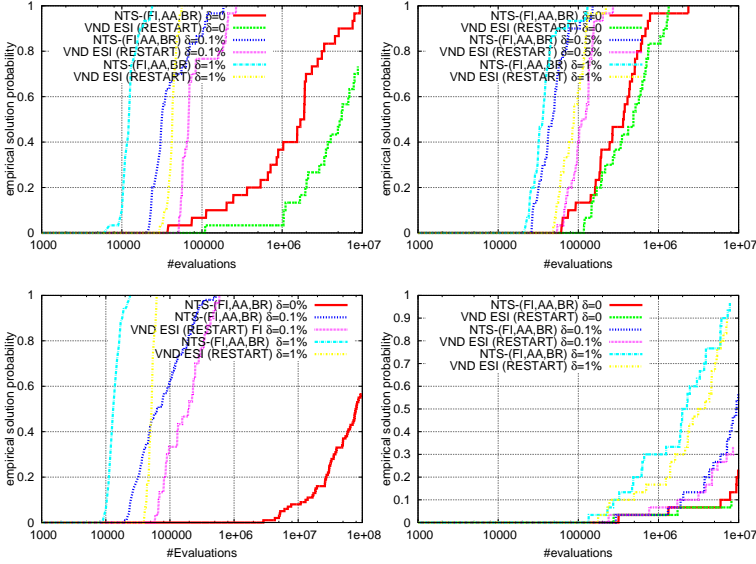 NTS-(FI,AA,BR) δ=0
VND ESI (RESTART) δ=0
NTS-(FI,AA,BR) δ=0.1%
VND ESI (RESTART) δ=0.1%
NTS-(FI,AA,BR) δ=1%
VND ESI (RESTART) δ=1%
empirical solution probability
1
0.8
0.6
0.4
0.2
0
1000 10000 100000 1e+06 1e+07
#evaluations
NTS-(FI,AA,BR) δ=0
VND ESI (RESTART) δ=0
NTS-(FI,AA,BR) δ=0.5%
VND ESI (RESTART) δ=0.5%
NTS-(FI,AA,BR) δ=1%
VND ESI (RESTART) δ=1%
empirical solution probability
1
0.8
0.6
0.4
0.2
0
1000 10000 100000 1e+06 1e+07
#evaluations
NTS-(FI,AA,BR) δ=0%
NTS-(FI,AA,BR) δ=0.1%
VND ESI (RESTART) FI δ=0.1%
NTS-(FI,AA,BR) δ=1%
VND ESI (RESTART) δ=1%
empirical solution probability
1
0.8
0.6
0.4
0.2
0
1000 10000 100000 1e+06 1e+07 1e+08
#Evaluations
NTS-(FI,AA,BR) δ=0
VND ESI (RESTART) δ=0
NTS-(FI,AA,BR) δ=0.1%
VND ESI (RESTART) δ=0.1%
NTS-(FI,AA,BR) δ=1%
VND ESI (RESTART) δ=1%
empirical solution probability
1
0.9
0.8
0.7
0.6
0.5
0.4
0.3
0.2
0.1
0
1000 10000 100000 1e+06 1e+07
#evaluations